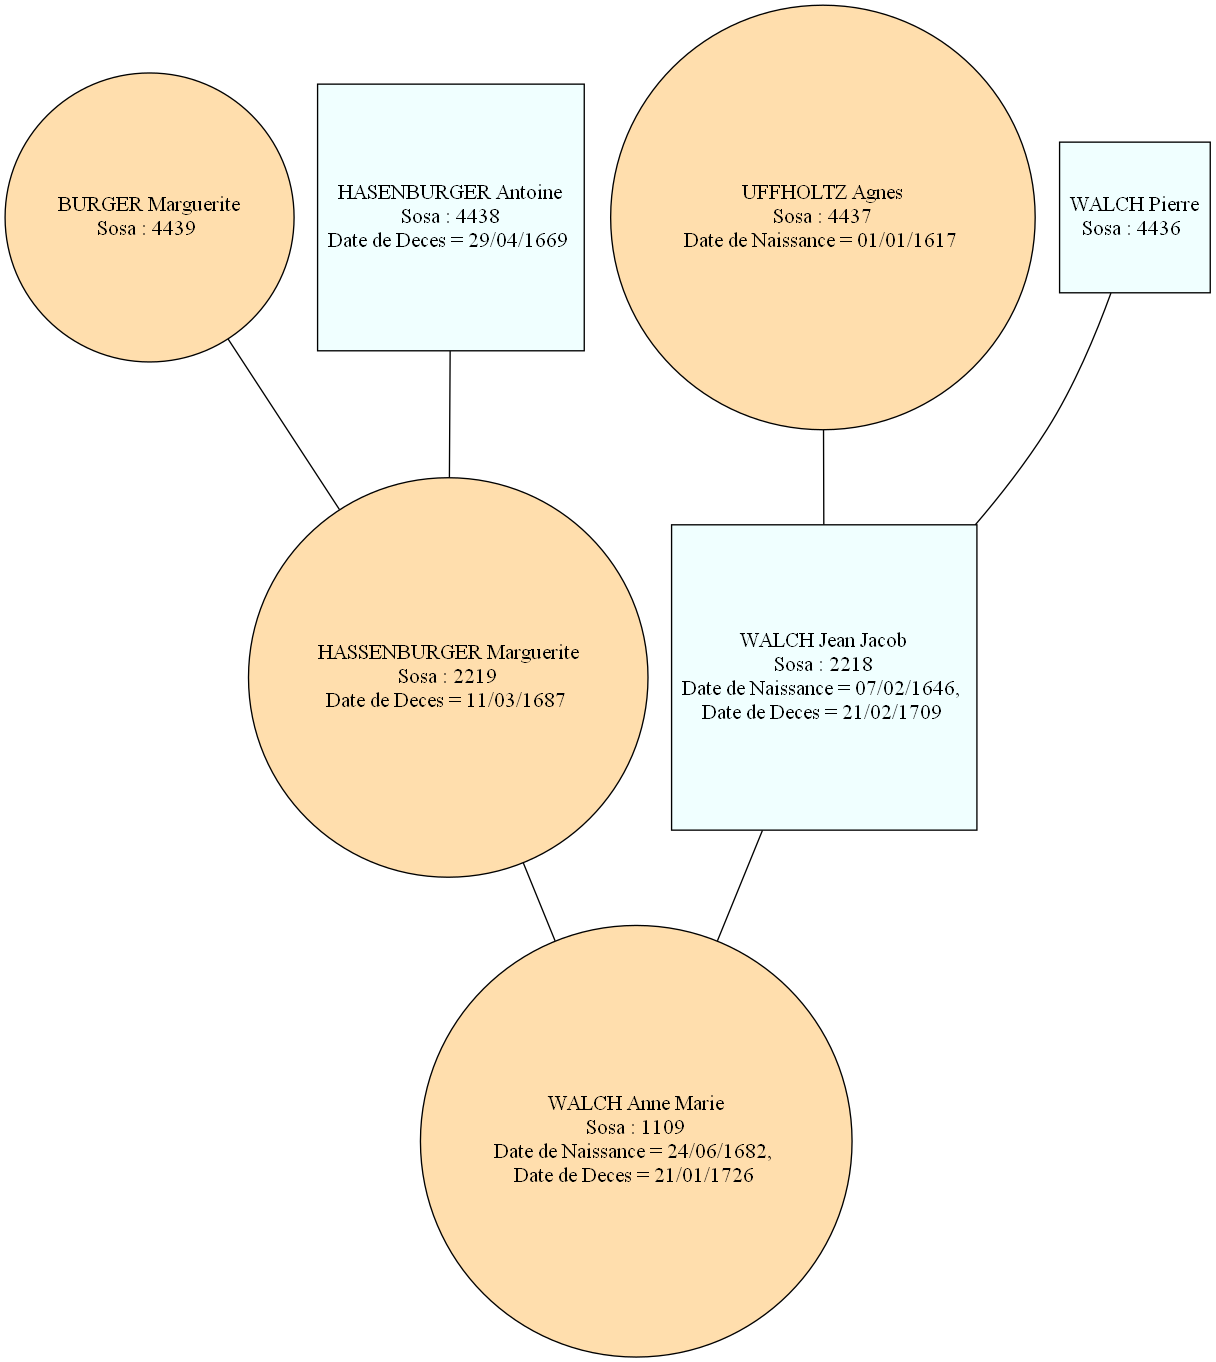 BURGER Marguerite
Sosa : 4439
HASENBURGER Antoine
Sosa : 4438
Date de Deces = 29/04/1669
UFFHOLTZ Agnes
Sosa : 4437
Date de Naissance = 01/01/1617
WALCH Pierre
Sosa : 4436
HASSENBURGER Marguerite
Sosa : 2219
Date de Deces = 11/03/1687
WALCH Jean Jacob
Sosa : 2218
Date de Naissance = 07/02/1646,
Date de Deces = 21/02/1709
WALCH Anne Marie
Sosa : 1109
Date de Naissance = 24/06/1682,
Date de Deces = 21/01/1726